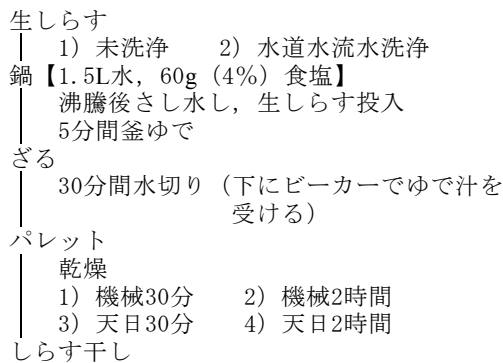 生しらす
1) 未洗浄　2) 水道水流水洗浄
鍋【1.5L水, 60g (4%) 食塩】
沸騰後さし水し, 生しらす投入
5分間釜ゆで
ざる
30分間水切り (下にビーカーでゆで汁を
受ける)
パレット
乾燥
1) 機械30分　2) 機械2時間
3) 天日30分　4) 天日2時間
しらす干し